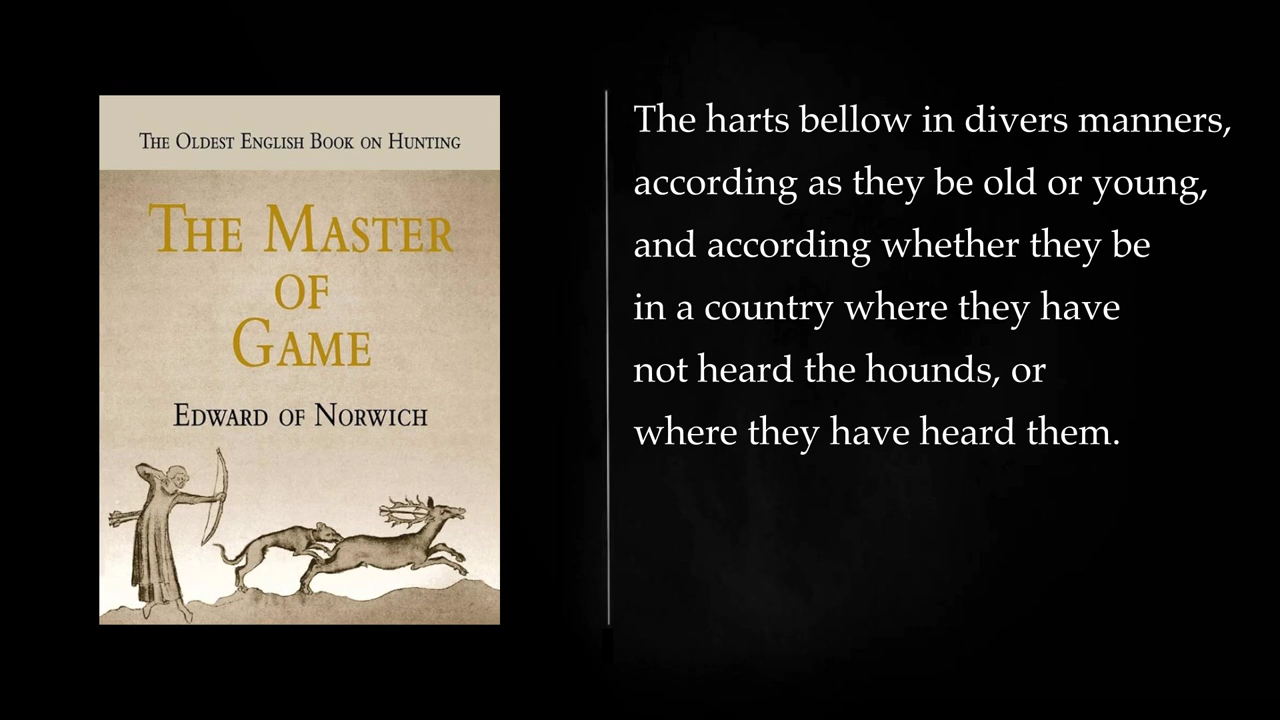 The Oldest English Book on Hunting
The Master
of
Game
Edward of Norwich
The harts bellow in divers manners,
according as they be old or young,
and according whether they be
in a country where they have
not heard the hounds, or
where they have heard them.